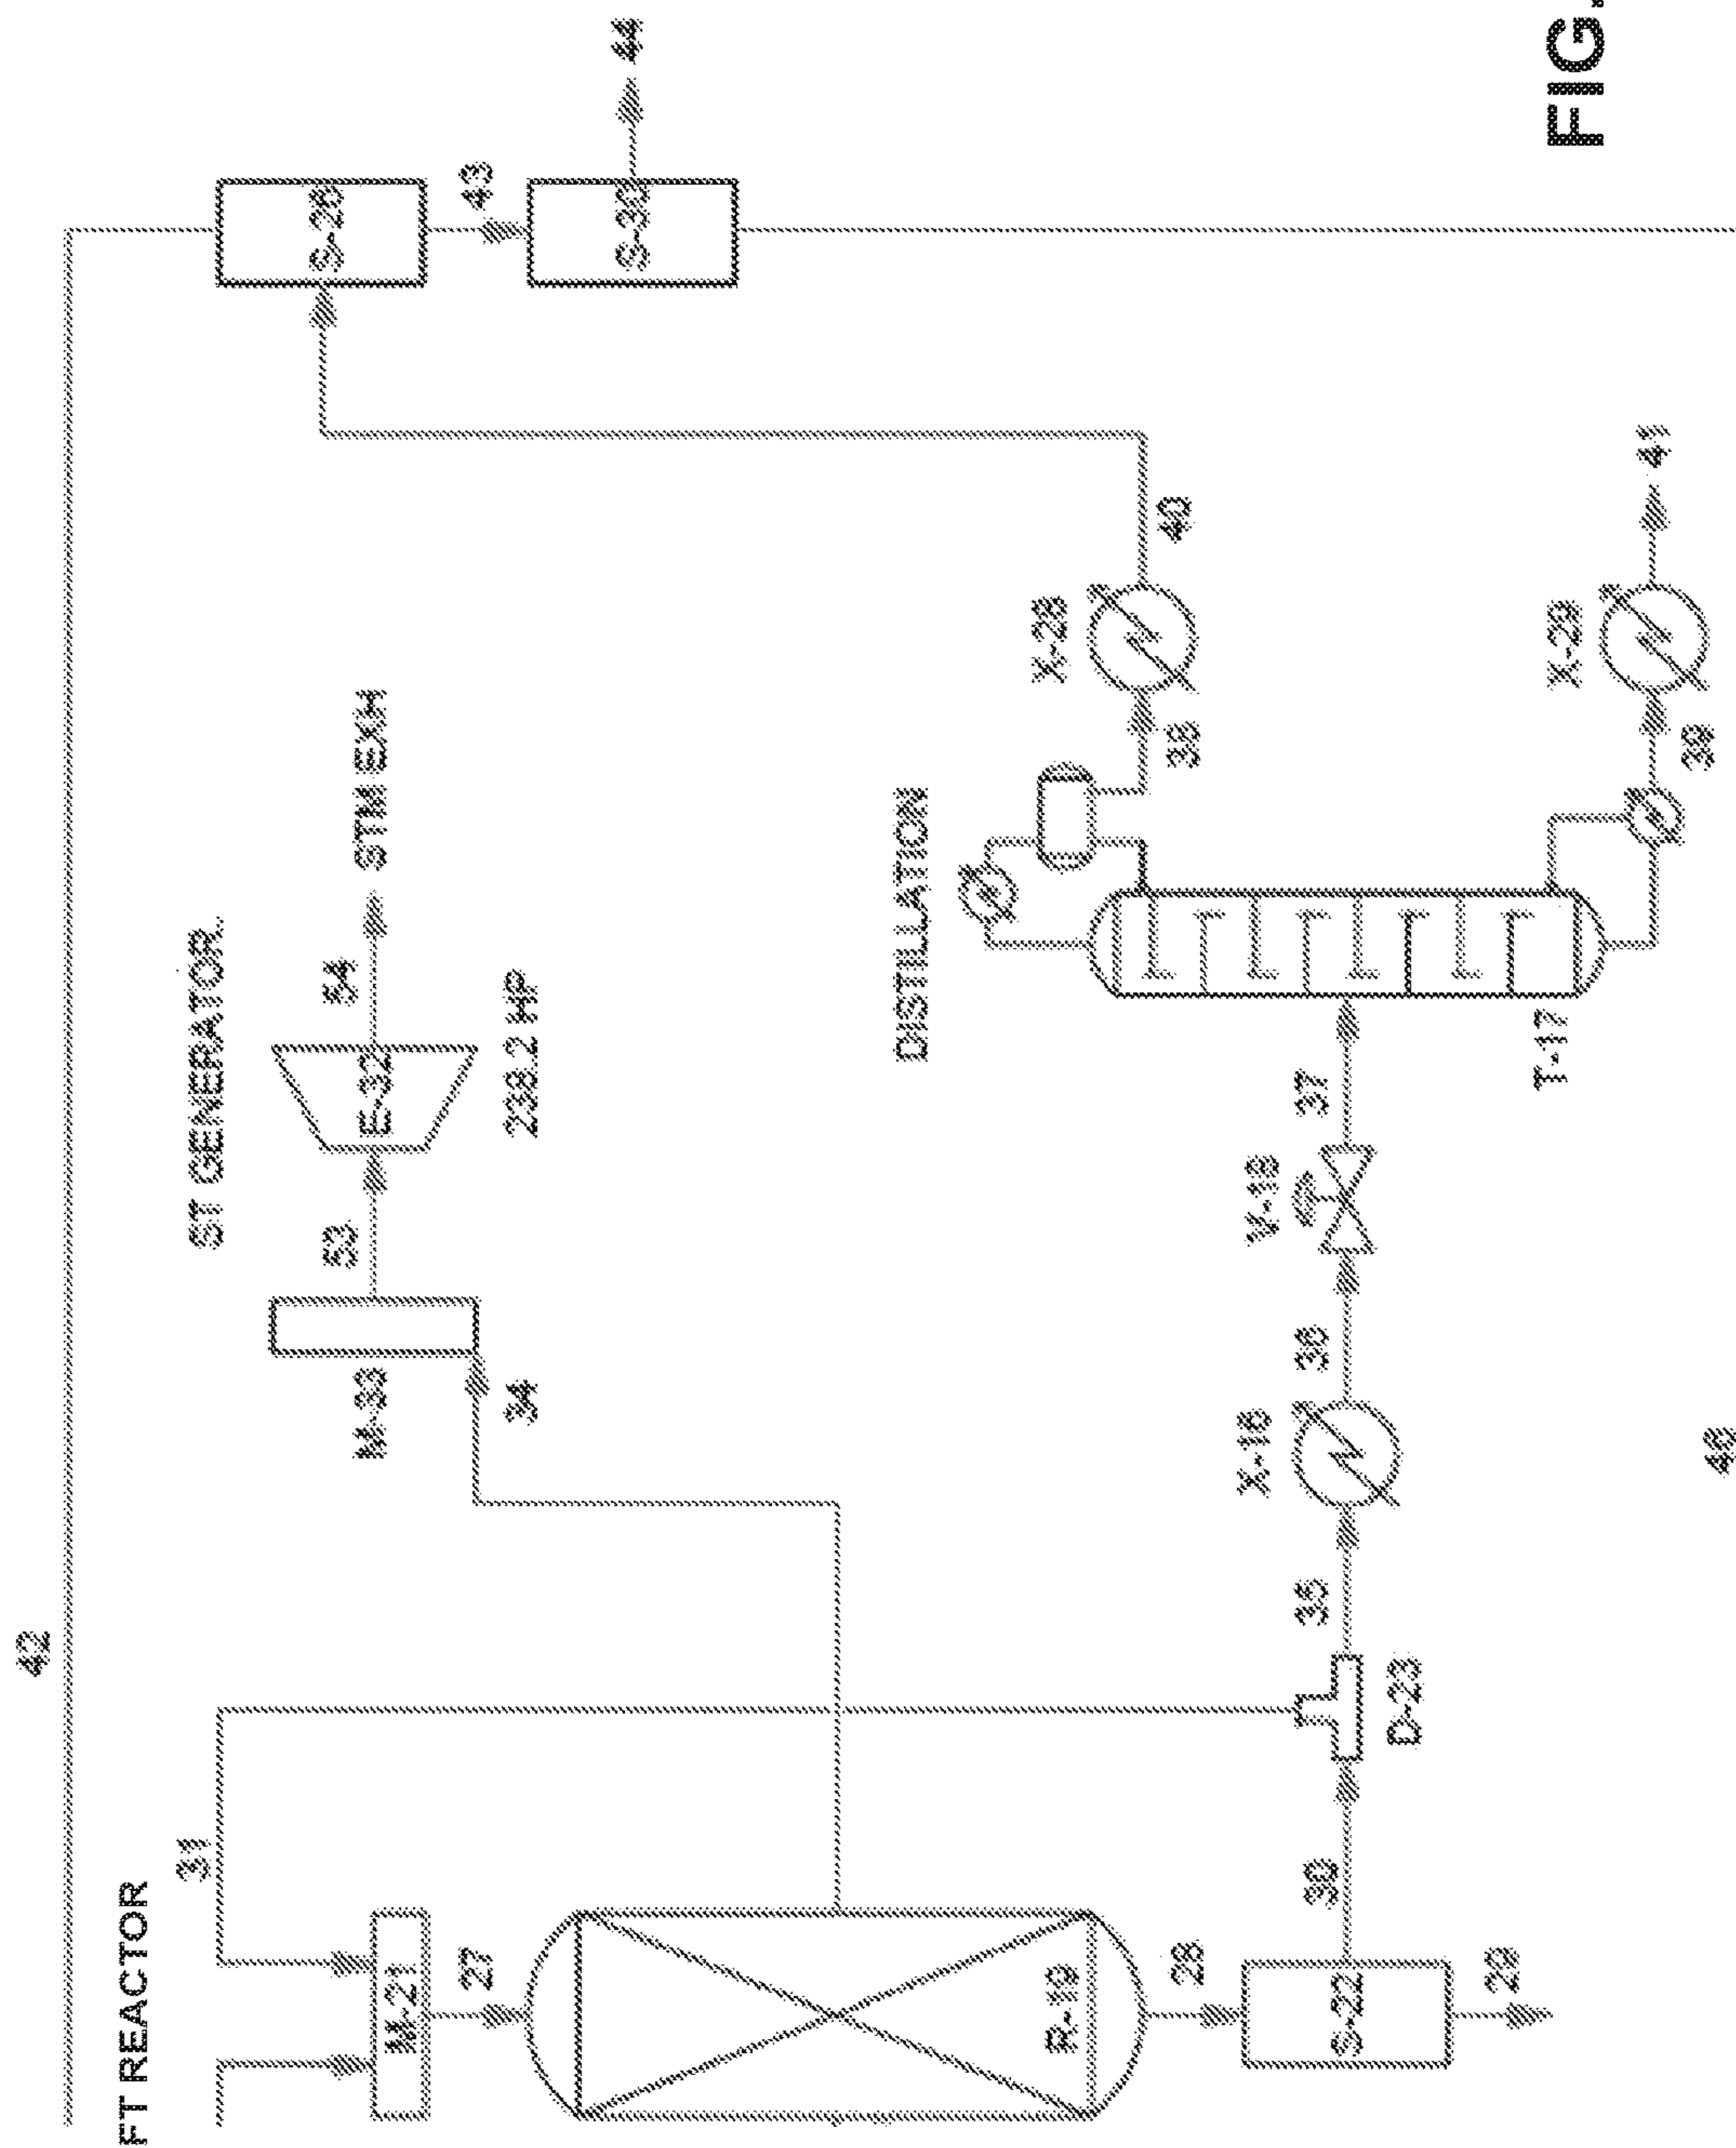 FIG.
42
FT REACTOR
31
M-21
27
R-19
28
S-22
29
30
D-23
35
X-16
36
V-18
37
T-17
DISTILLATION
38
X-28
40
39
X-29
41
ST GENERATOR
M-33
34
53
E-32
238.2 HP
54
STM EXH
43
S-30
44